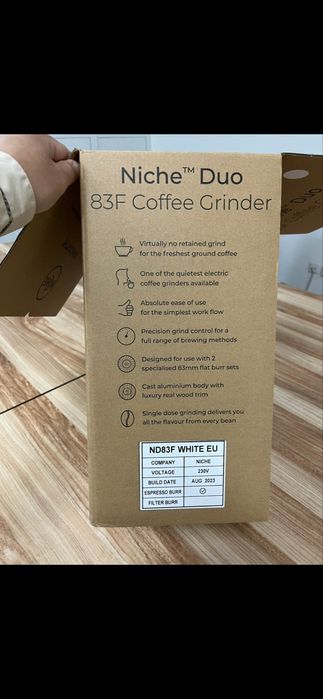 Niche™ Duo
83F Coffee Grinder
Virtually no retained grind
for the freshest ground coffee
One of the quietest electric
coffee grinders available
Absolute ease of use
for the simplest work flow
Precision grind control for a
full range of brewing methods
Designed for use with 2
specialised 83mm flat burr sets
Cast aluminium body with
luxury real wood trim
Single dose grinding delivers you
all the flavour from every bean
ND83F WHITE EU
COMPANY NICHE
VOLTAGE 230V
BUILD DATE AUG 2023
ESPRESSO BURR
FILTER BURR